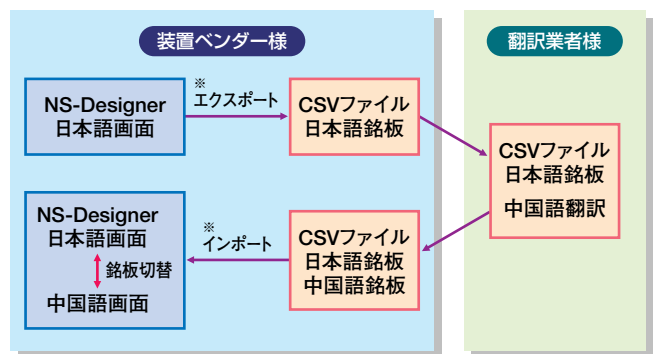 装置ベンダー様
翻訳業者様
NS-Designer
日本語画面
※
エクスポート
CSVファイル
日本語銘板
CSVファイル
日本語銘板
中国語翻訳
NS-Designer
日本語画面
銘板切替
中国語画面
※
インポート
CSVファイル
日本語銘板
中国語銘板